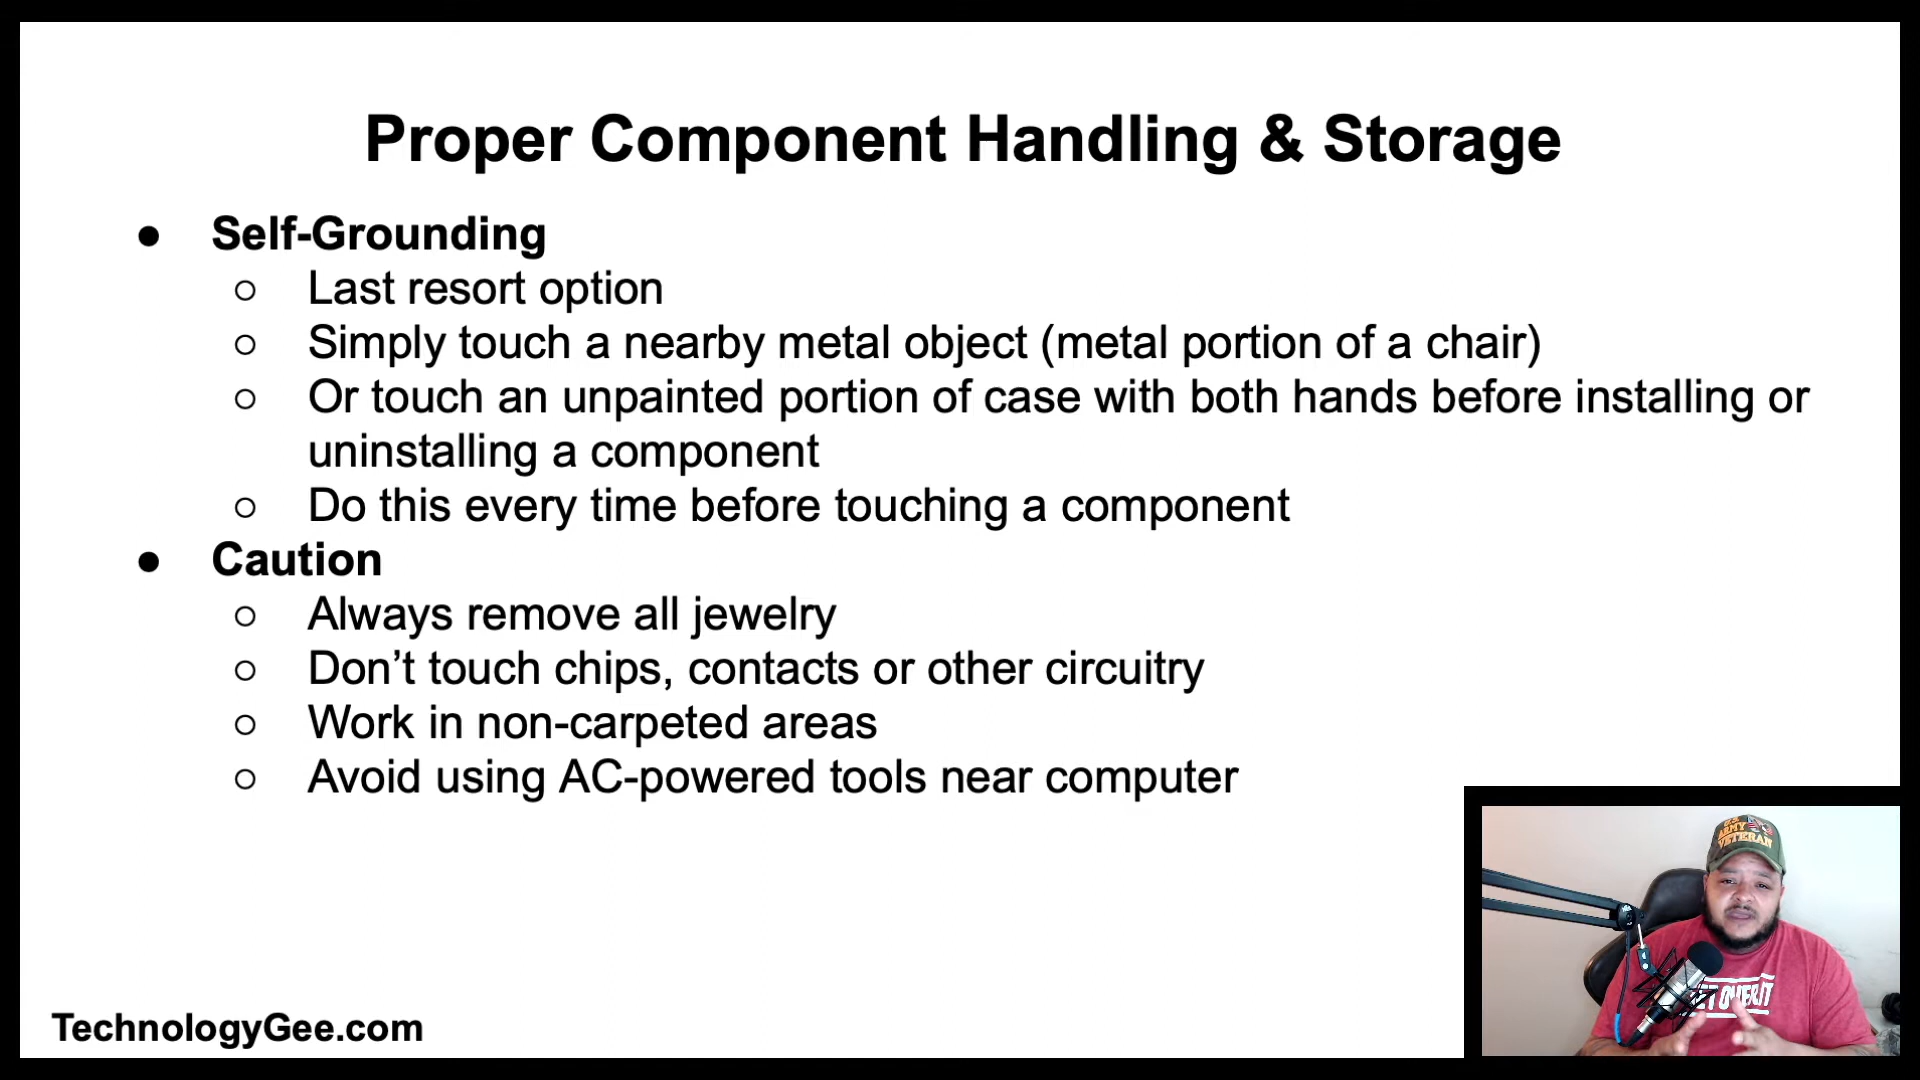 Proper Component Handling & Storage
● Self-Grounding
○ Last resort option
○ Simply touch a nearby metal object (metal portion of a chair)
○ Or touch an unpainted portion of case with both hands before installing or
uninstalling a component
○ Do this every time before touching a component
● Caution
○ Always remove all jewelry
○ Don’t touch chips, contacts or other circuitry
○ Work in non-carpeted areas
○ Avoid using AC-powered tools near computer
U.S.
ARMY
VETERAN
TechnologyGee.com